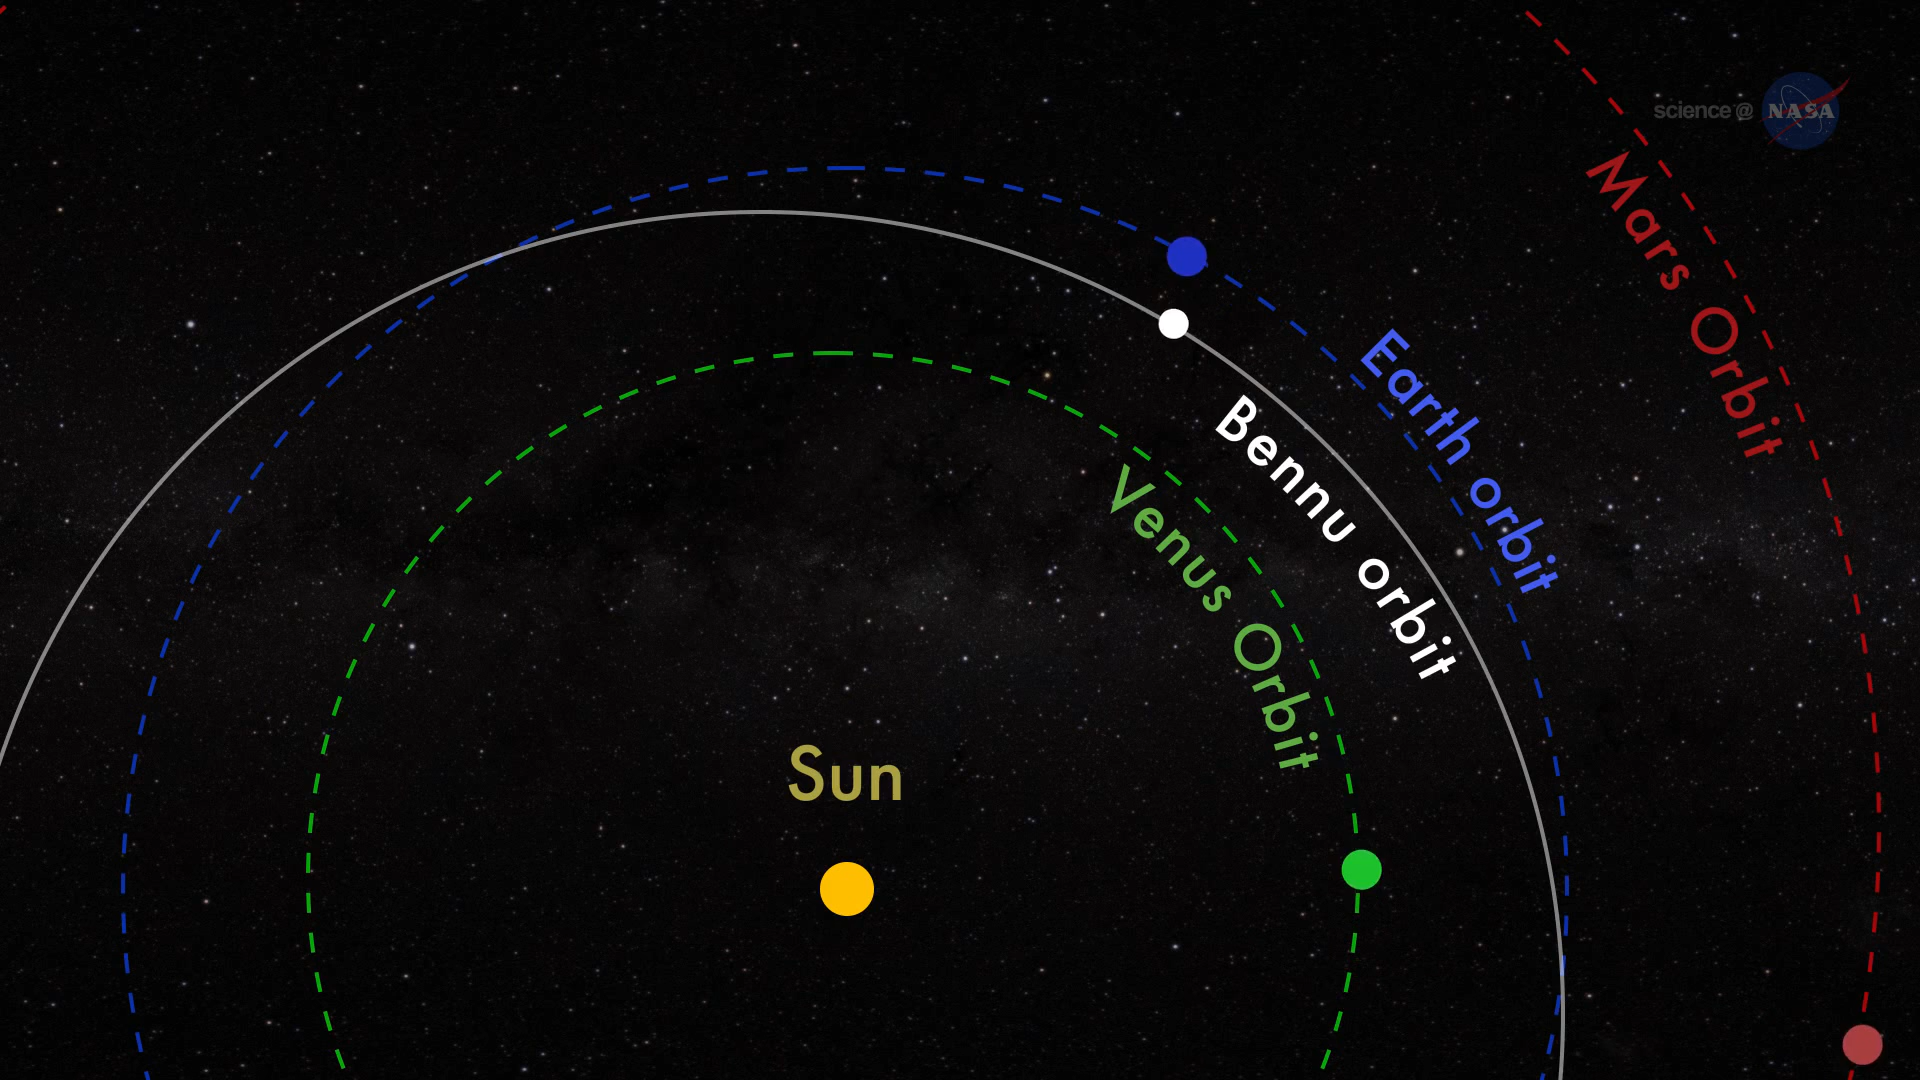 science@ NASA
Mars Orbit
Earth orbit
Bennu orbit
Venus Orbit
Sun